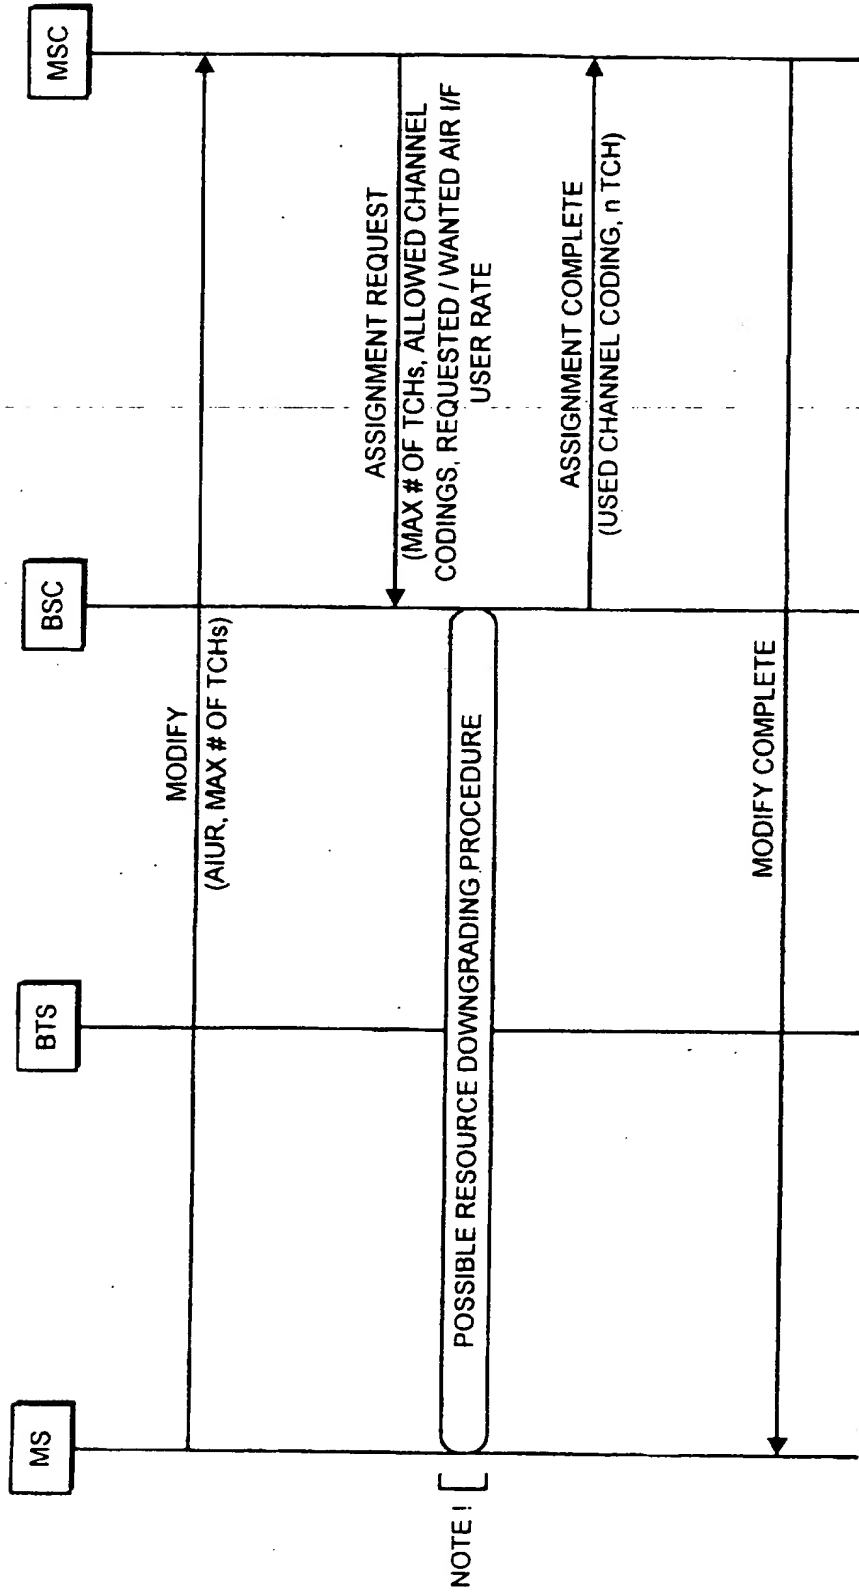 MS
BTS
BSC
MSC
MODIFY
(AIUR, MAX # OF TCHs)
ASSIGNMENT REQUEST
(MAX # OF TCHs, ALLOWED CHANNEL
CODINGS, REQUESTED / WANTED AIR I/F
USER RATE
NOTE !
POSSIBLE RESOURCE DOWNGRADING PROCEDURE
ASSIGNMENT COMPLETE
(USED CHANNEL CODING, n TCH)
MODIFY COMPLETE